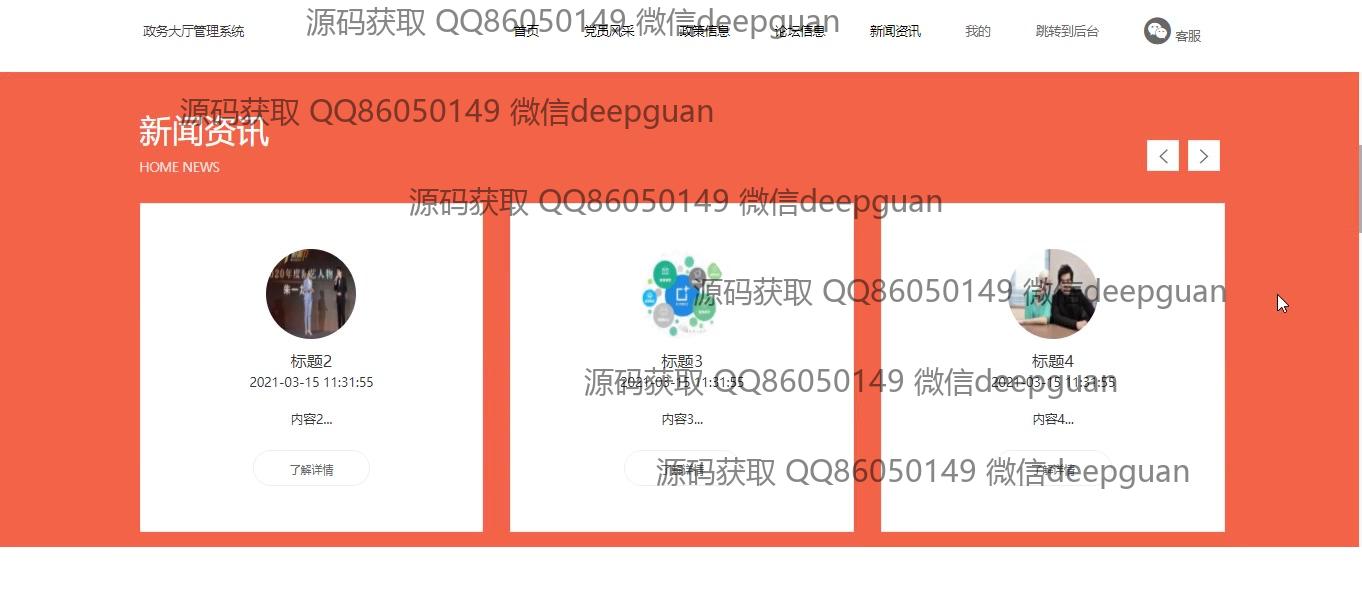 源码获取 QQ86050149 微信deepguan
政务大厅管理系统 首页 党员风采 政策信息 论坛信息 新闻资讯 我的 跳转到后台 客服
源码获取 QQ86050149 微信deepguan
新闻资讯
HOME NEWS
源码获取 QQ86050149 微信deepguan
源码获取 QQ86050149 微信deepguan
标题2 标题3 标题4
2021-03-15 11:31:55 2021-03-15 11:31:55 2021-03-15 11:31:55
源码获取 QQ86050149 微信deepguan
内容2... 内容3... 内容4...
了解详情 了解详情 了解详情
源码获取 QQ86050149 微信deepguan